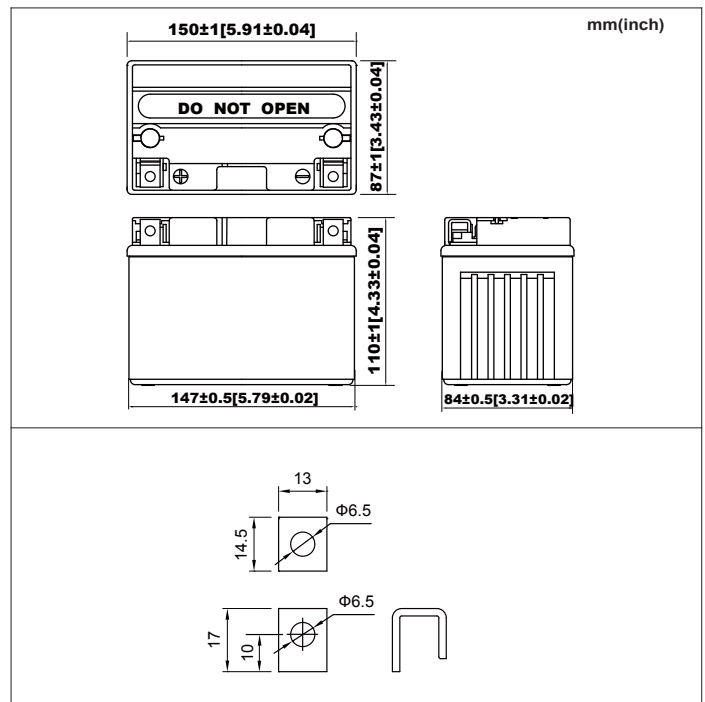 150±1[5.91±0.04]
mm(inch)
DO NOT OPEN
87±1[3.43±0.04]
110±1[4.33±0.04]
147±0.5[5.79±0.02]
84±0.5[3.31±0.02]
13
Φ6.5
14.5
Φ6.5
17
10